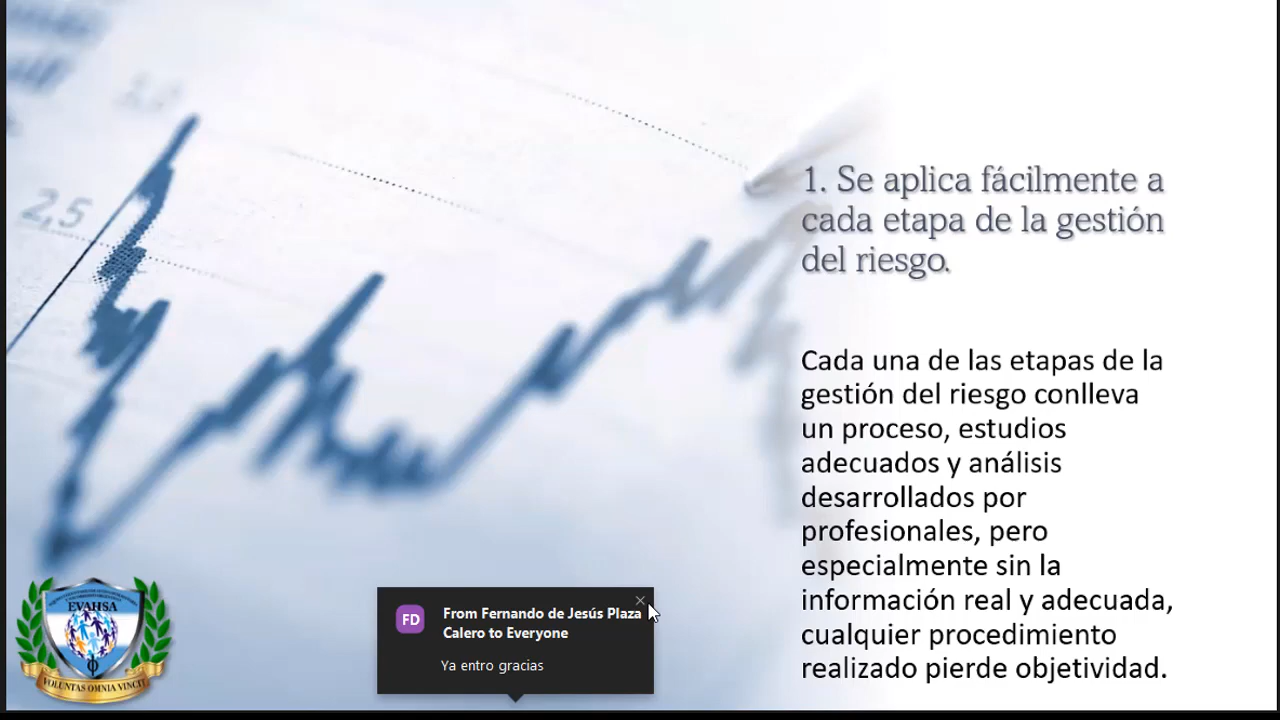 2,5
1. Se aplica fácilmente a
cada etapa de la gestión
del riesgo.
Cada una de las etapas de la
gestión del riesgo conlleva
un proceso, estudios
adecuados y análisis
desarrollados por
profesionales, pero
especialmente sin la
información real y adecuada,
cualquier procedimiento
realizado pierde objetividad.
FD
From Fernando de Jesús Plaza
Calero to Everyone
Ya entro gracias
EVAHSA
VOLUNTAS OMNIA VINCIT